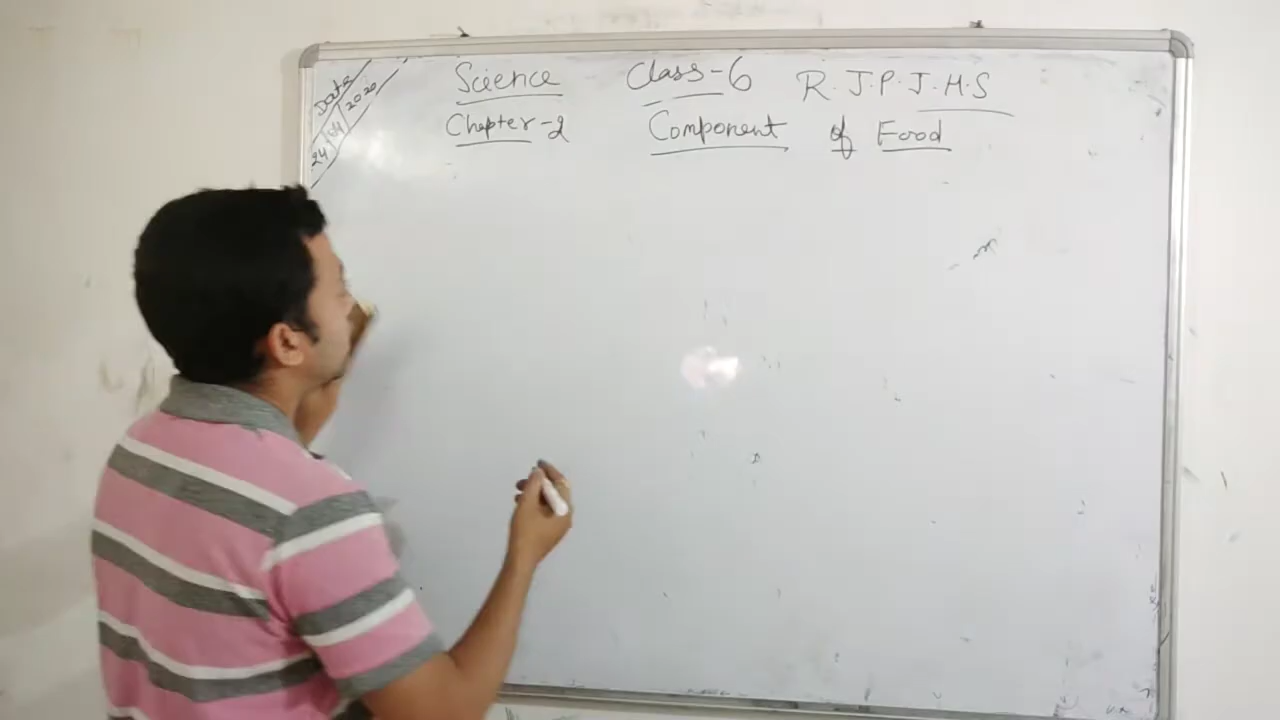 Date
24/04/2020
Science Class-6 R.J.P.J.H.S
Chapter-2 Component of Food